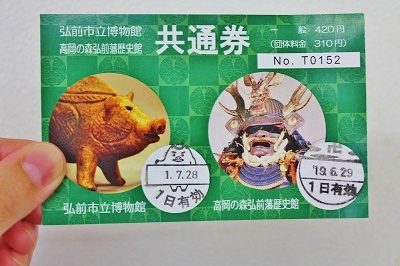 弘前市立博物館
高岡の森弘前藩歴史館
共通券
一般 420円
(団体料金 310円)
No. T0152
1.7.28
1日有効
'19.6.29
1日有効
弘前市立博物館
高岡の森弘前藩歴史館